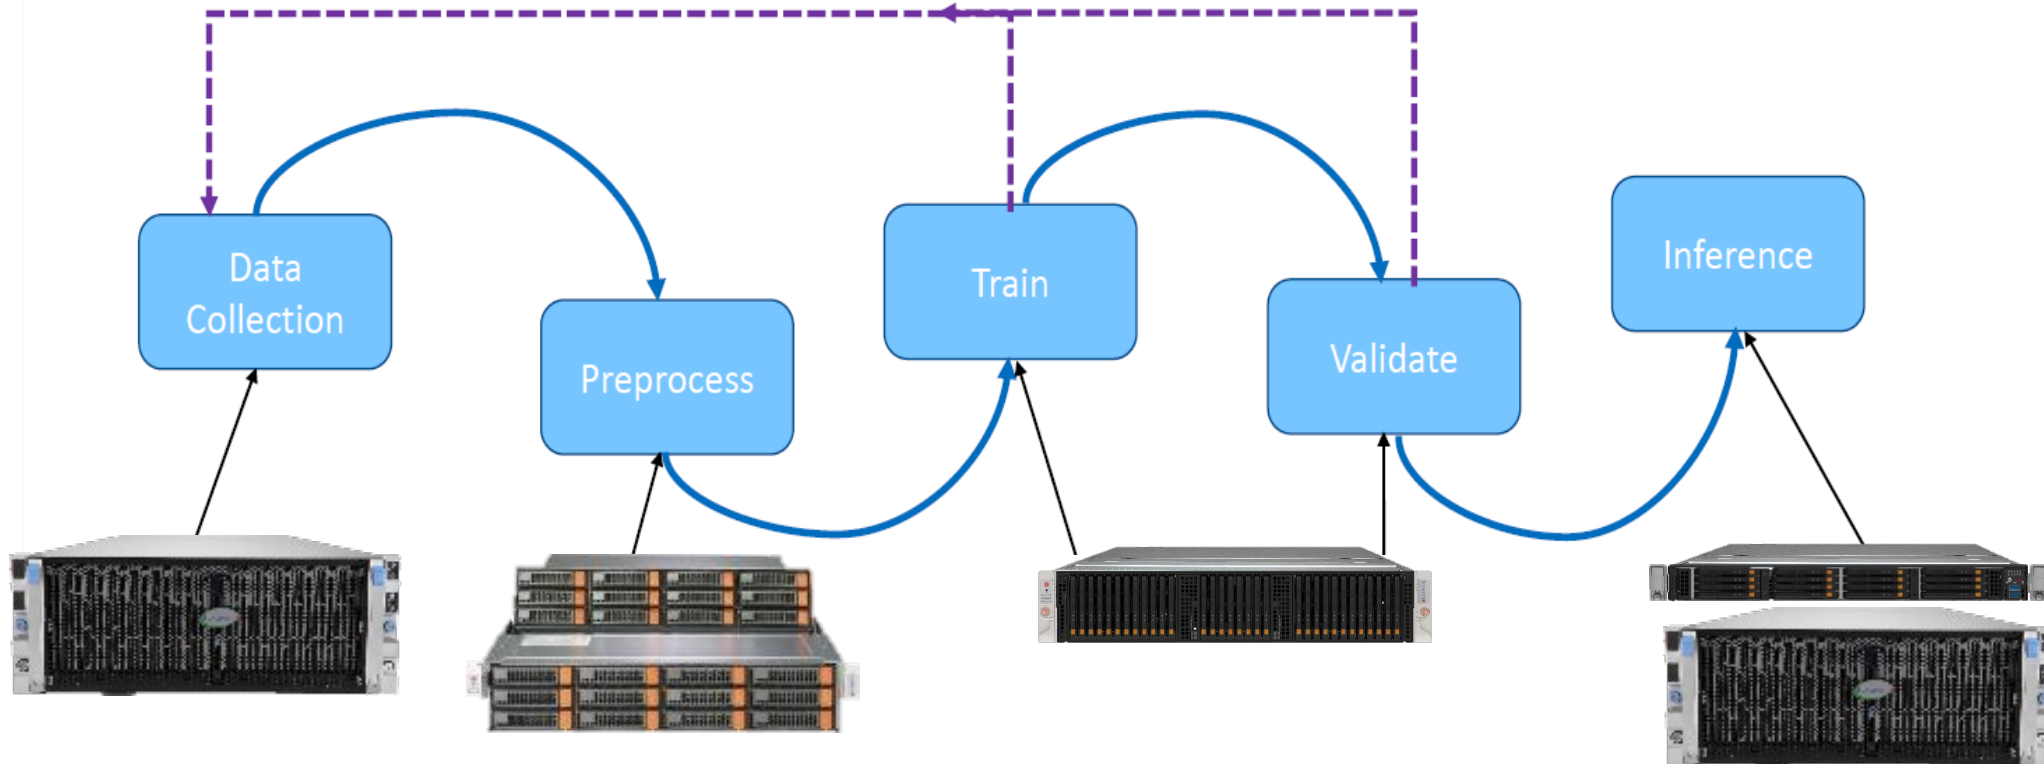 Data
Collection
Preprocess
Train
Validate
Inference